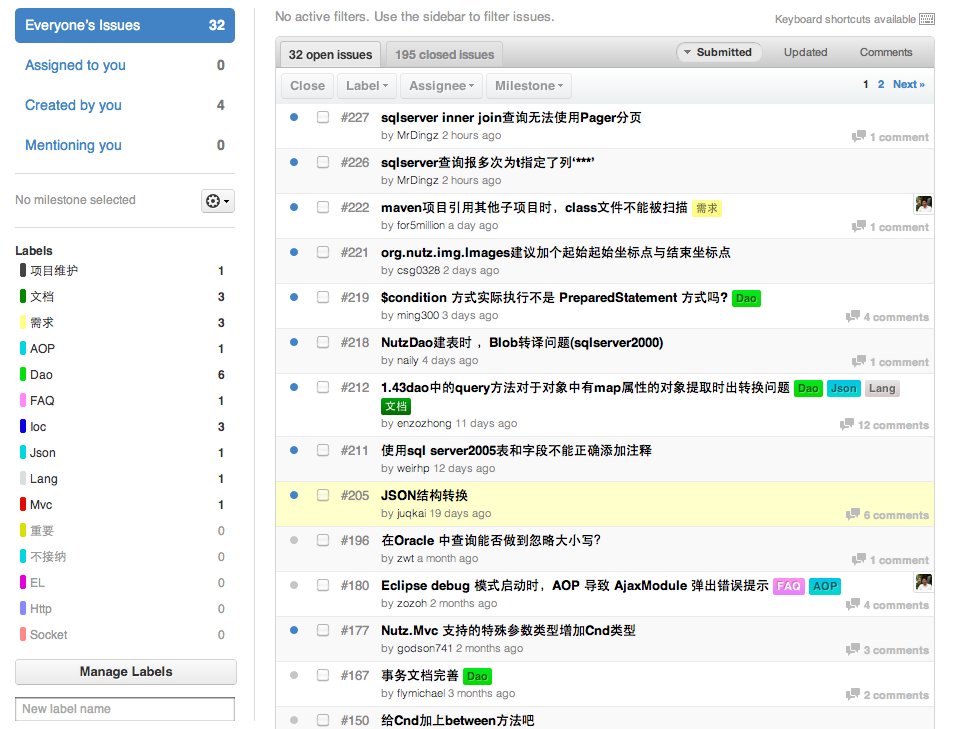 Everyone's Issues 32
Assigned to you 0
Created by you 4
Mentioning you 0
No milestone selected
Labels
项目维护 1
文档 3
需求 3
AOP 1
Dao 6
FAQ 1
Ioc 3
Json 1
Lang 1
Mvc 1
重要 0
不接纳 0
EL 0
Http 0
Socket 0
Manage Labels
New label name
No active filters. Use the sidebar to filter issues.
Keyboard shortcuts available
32 open issues 195 closed issues Submitted Updated Comments
Close Label Assignee Milestone 1 2 Next »
#227 sqlserver inner join查询无法使用Pager分页
by MrDingz 2 hours ago 1 comment
#226 sqlserver查询报多次为t指定了列‘***’
by MrDingz 2 hours ago
#222 maven项目引用其他子项目时，class文件不能被扫描 需求
by for5million a day ago 1 comment
#221 org.nutz.img.Images建议加个起始起始坐标点与结束坐标点
by csg0328 2 days ago
#219 $condition 方式实际执行不是 PreparedStatement 方式吗? Dao
by ming300 3 days ago 4 comments
#218 NutzDao建表时 ，Blob转译问题(sqlserver2000)
by naily 4 days ago 1 comment
#212 1.43dao中的query方法对于对象中有map属性的对象提取时出转换问题 Dao Json Lang
文档
by enzozhong 11 days ago 12 comments
#211 使用sql server2005表和字段不能正确添加注释
by weirhp 12 days ago
#205 JSON结构转换
by juqkai 19 days ago 6 comments
#196 在Oracle 中查询能否做到忽略大小写?
by zwt a month ago 1 comment
#180 Eclipse debug 模式启动时，AOP 导致 AjaxModule 弹出错误提示 FAQ AOP
by zozoh 2 months ago 4 comments
#177 Nutz.Mvc 支持的特殊参数类型增加Cnd类型
by godson741 2 months ago 3 comments
#167 事务文档完善 Dao
by flymichael 3 months ago 2 comments
#150 给Cnd加上between方法吧